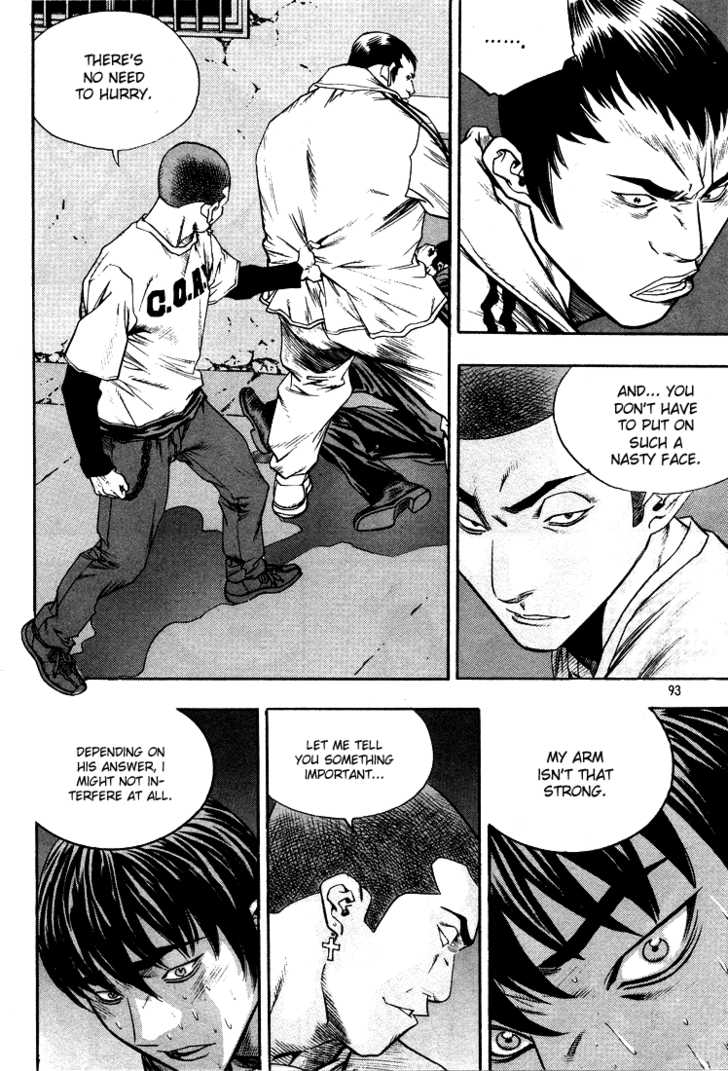 THERE'S
NO NEED
TO HURRY.
C.O.A.
.......
AND... YOU
DON'T HAVE
TO PUT ON
SUCH A
NASTY FACE.
93
DEPENDING ON
HIS ANSWER, I
MIGHT NOT IN-
TERFERE AT ALL.
LET ME TELL
YOU SOMETHING
IMPORTANT...
MY ARM
ISN'T THAT
STRONG.